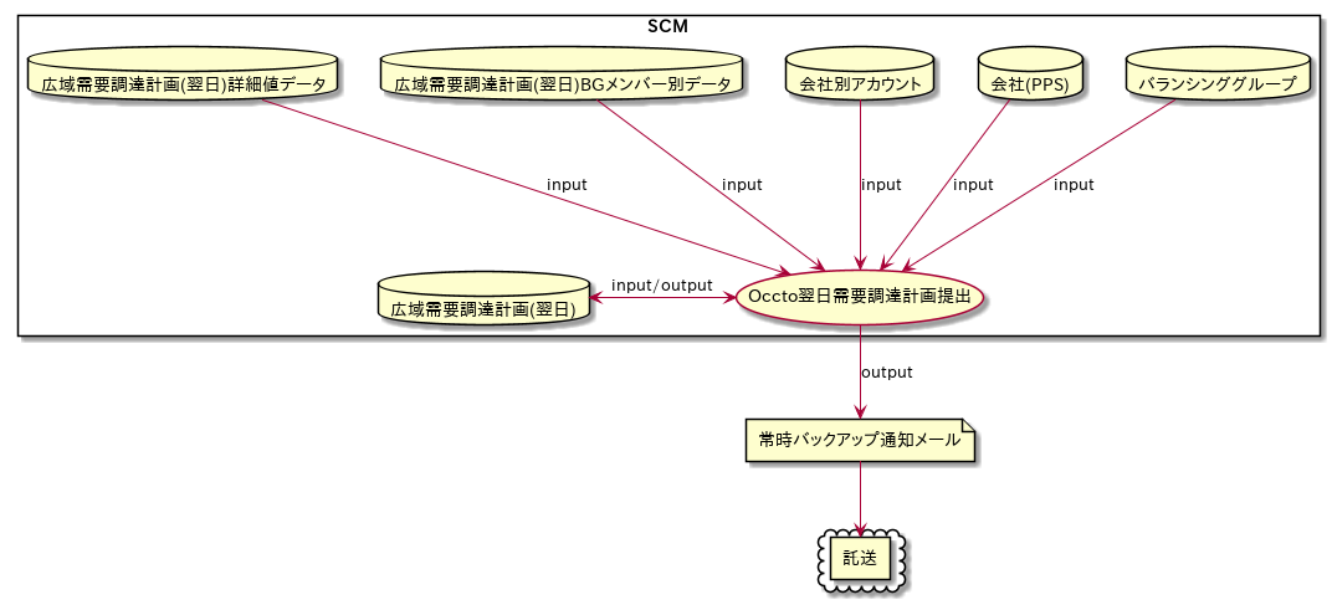 SCM
広域需要調達計画(翌日)詳細値データ
広域需要調達計画(翌日)BGメンバー別データ
会社別アカウント
会社(PPS)
バランシンググループ
input
input
input
input
input
広域需要調達計画(翌日)
input/output
Occto翌日需要調達計画提出
output
常時バックアップ通知メール
託送